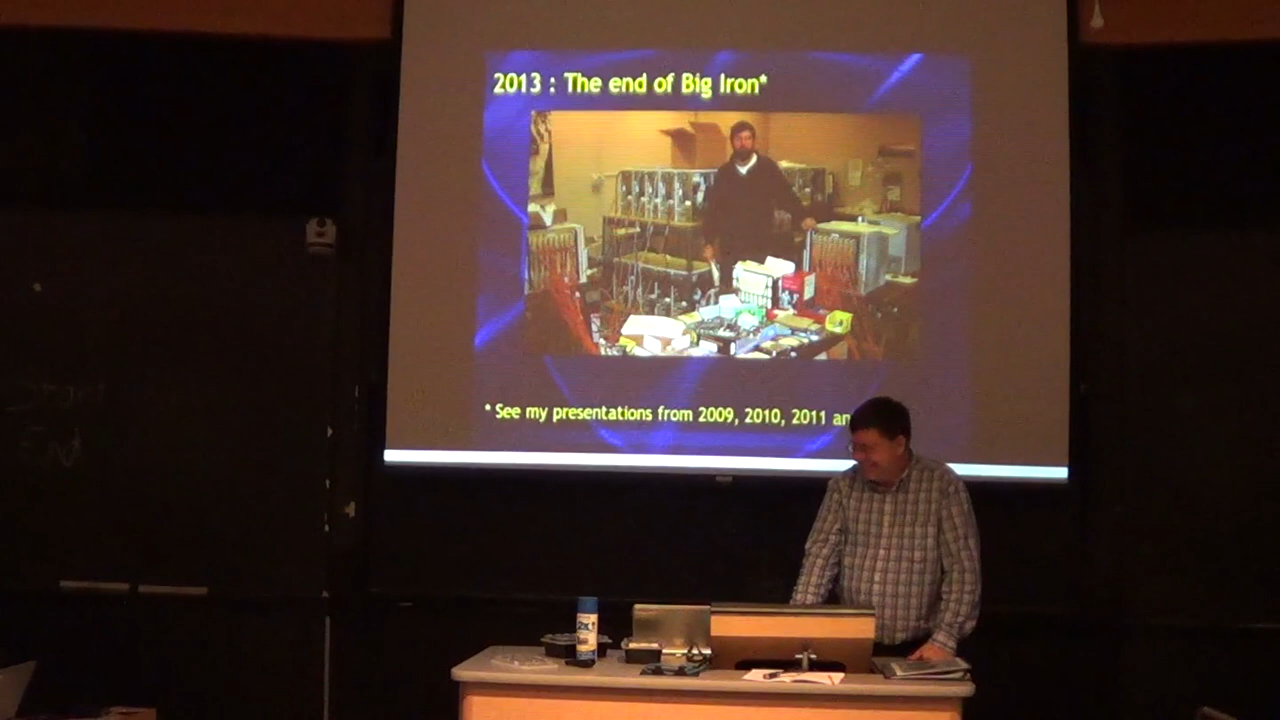 2013 : The end of Big Iron*
* See my presentations from 2009, 2010, 2011 an